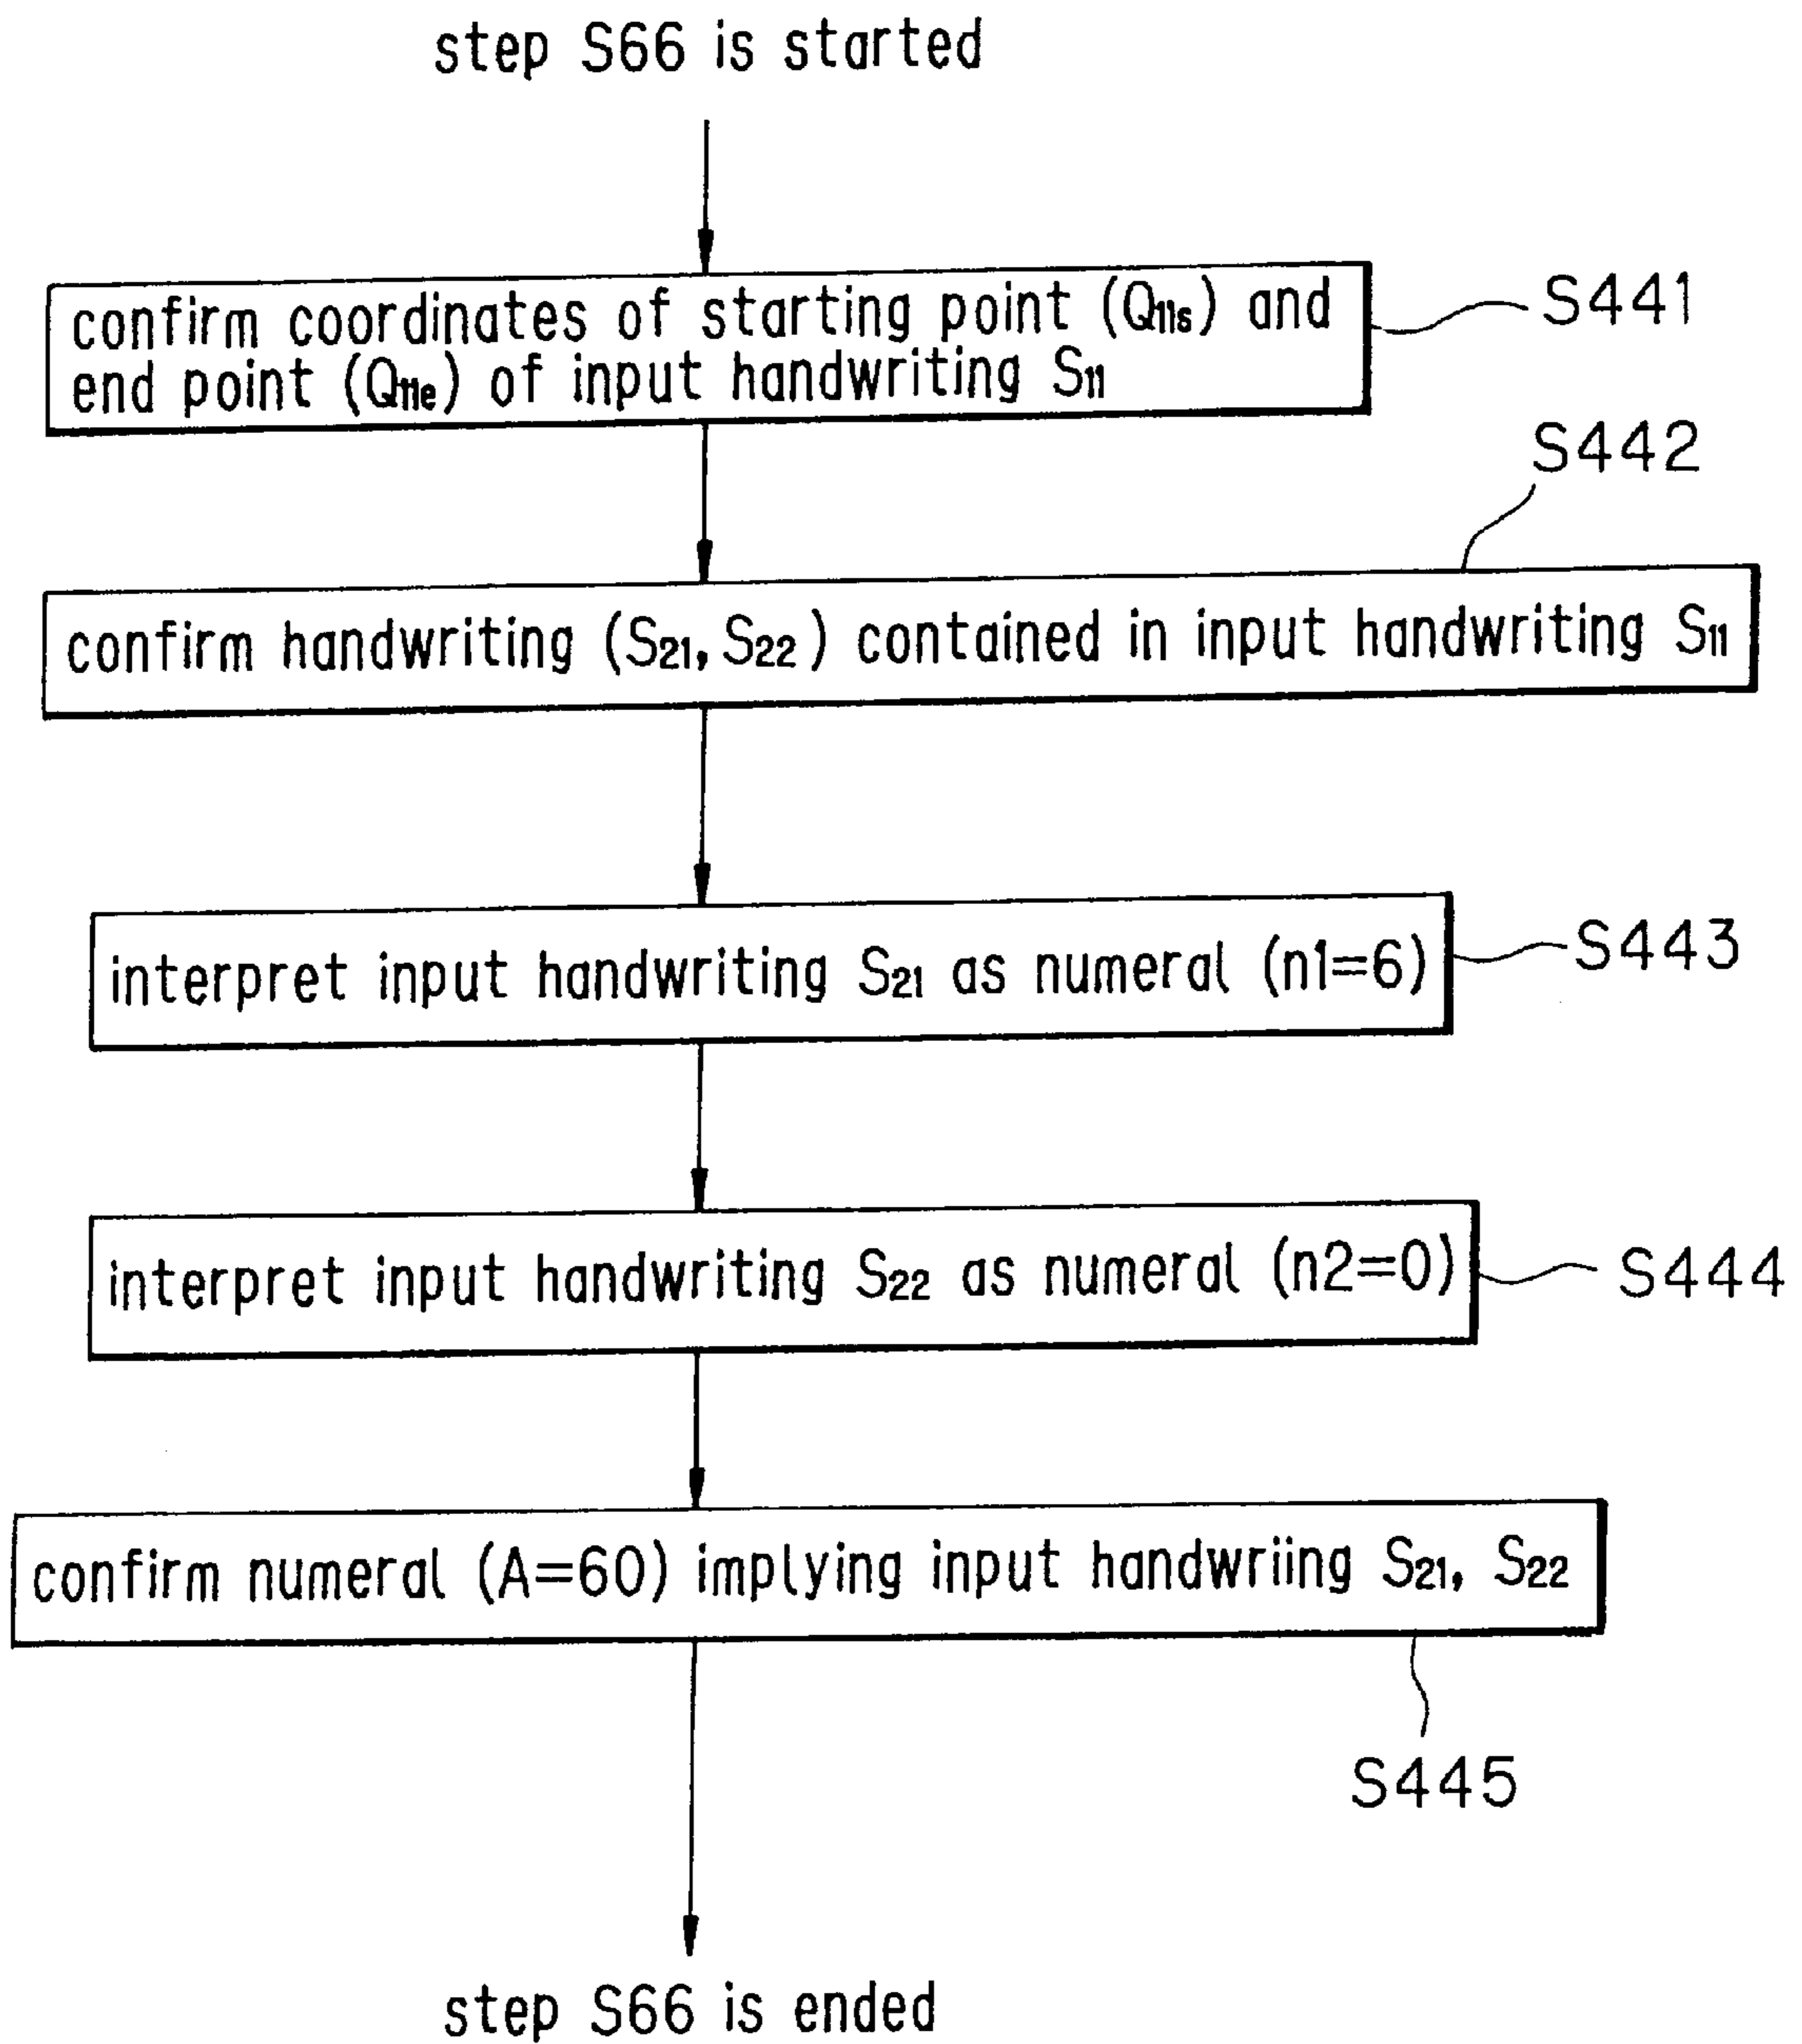 step S66 is started
confirm coordinates of starting point (Q11s) and
end point (Q11e) of input handwriting S11
S441
S442
confirm handwriting (S21, S22) contained in input handwriting S11
interpret input handwriting S21 as numeral (n1=6)
S443
interpret input handwriting S22 as numeral (n2=0)
S444
confirm numeral (A=60) implying input handwriing S21, S22
S445
step S66 is ended